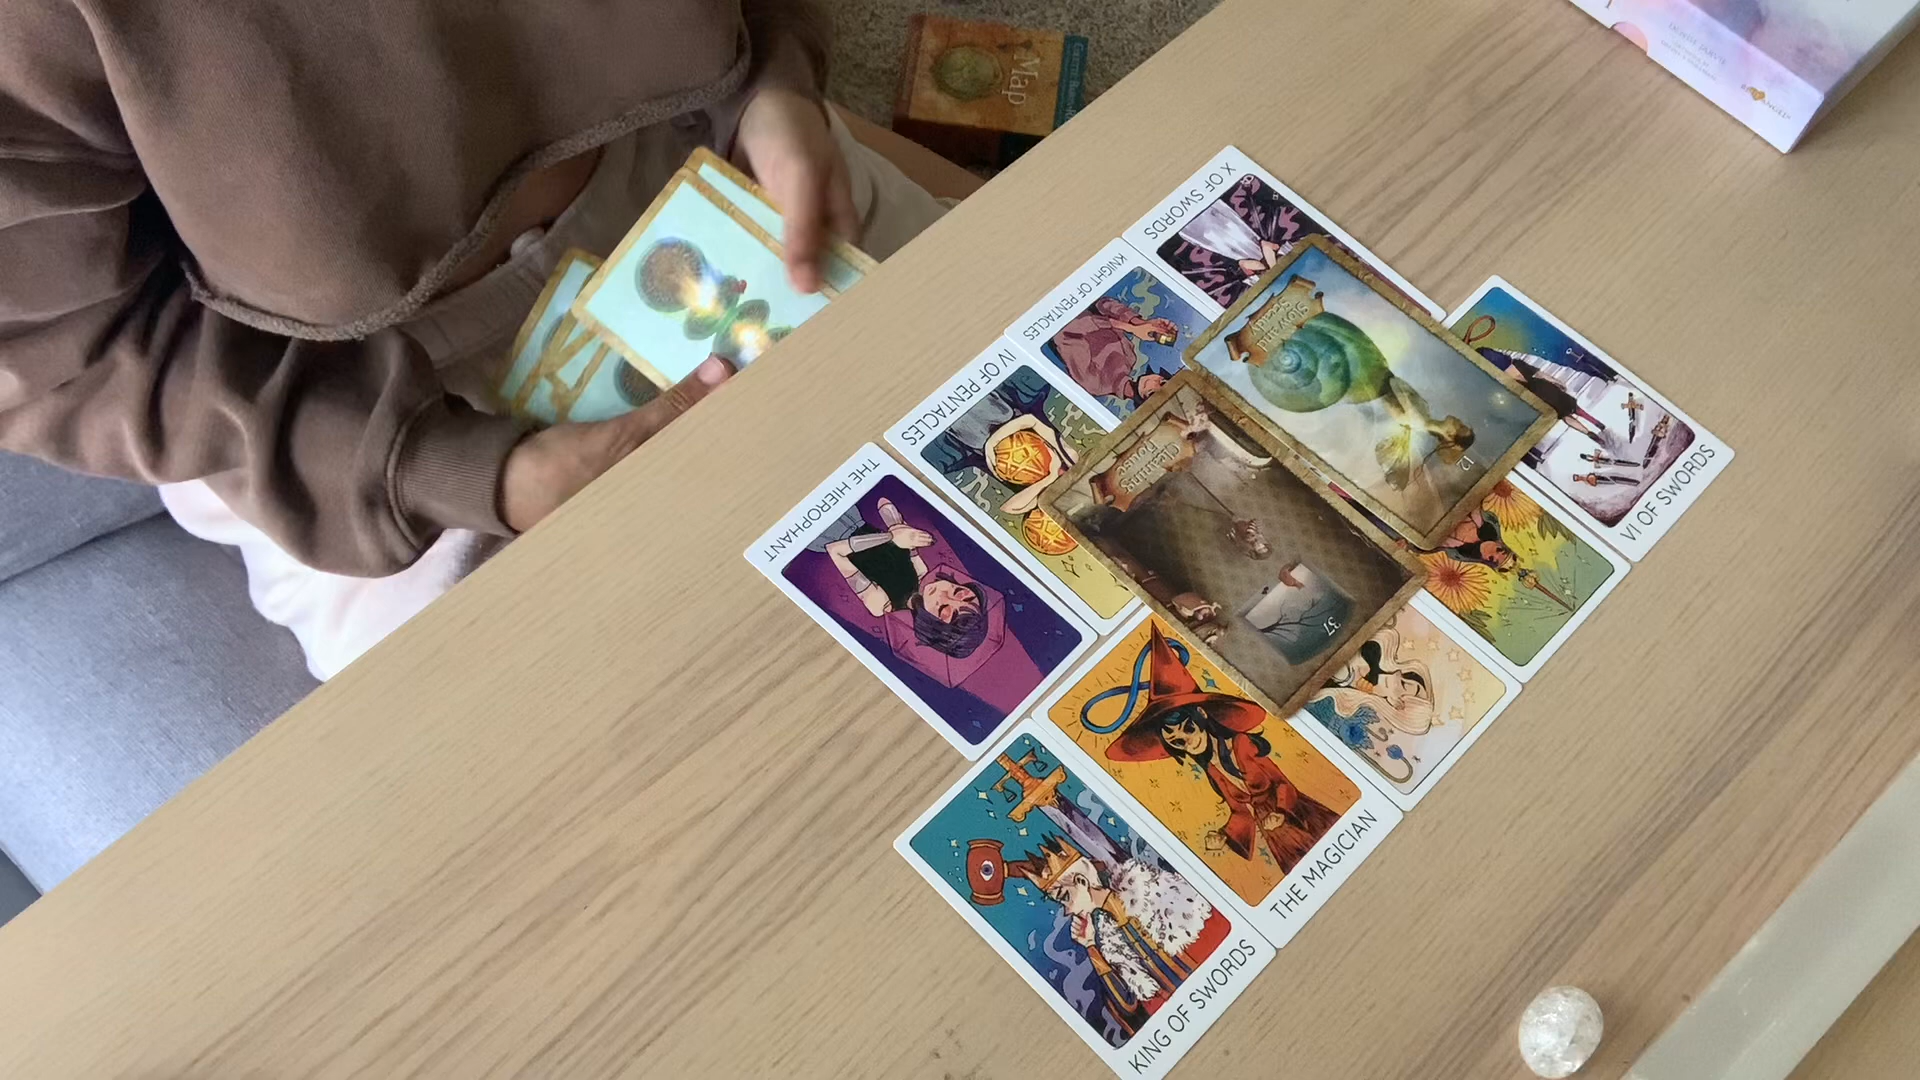 Map
X OF SWORDS
KNIGHT OF PENTACLES
IV OF PENTACLES
THE HIEROPHANT
Slow and
Steady
12
Cleaning
House
37
VI OF SWORDS
THE MAGICIAN
KING OF SWORDS